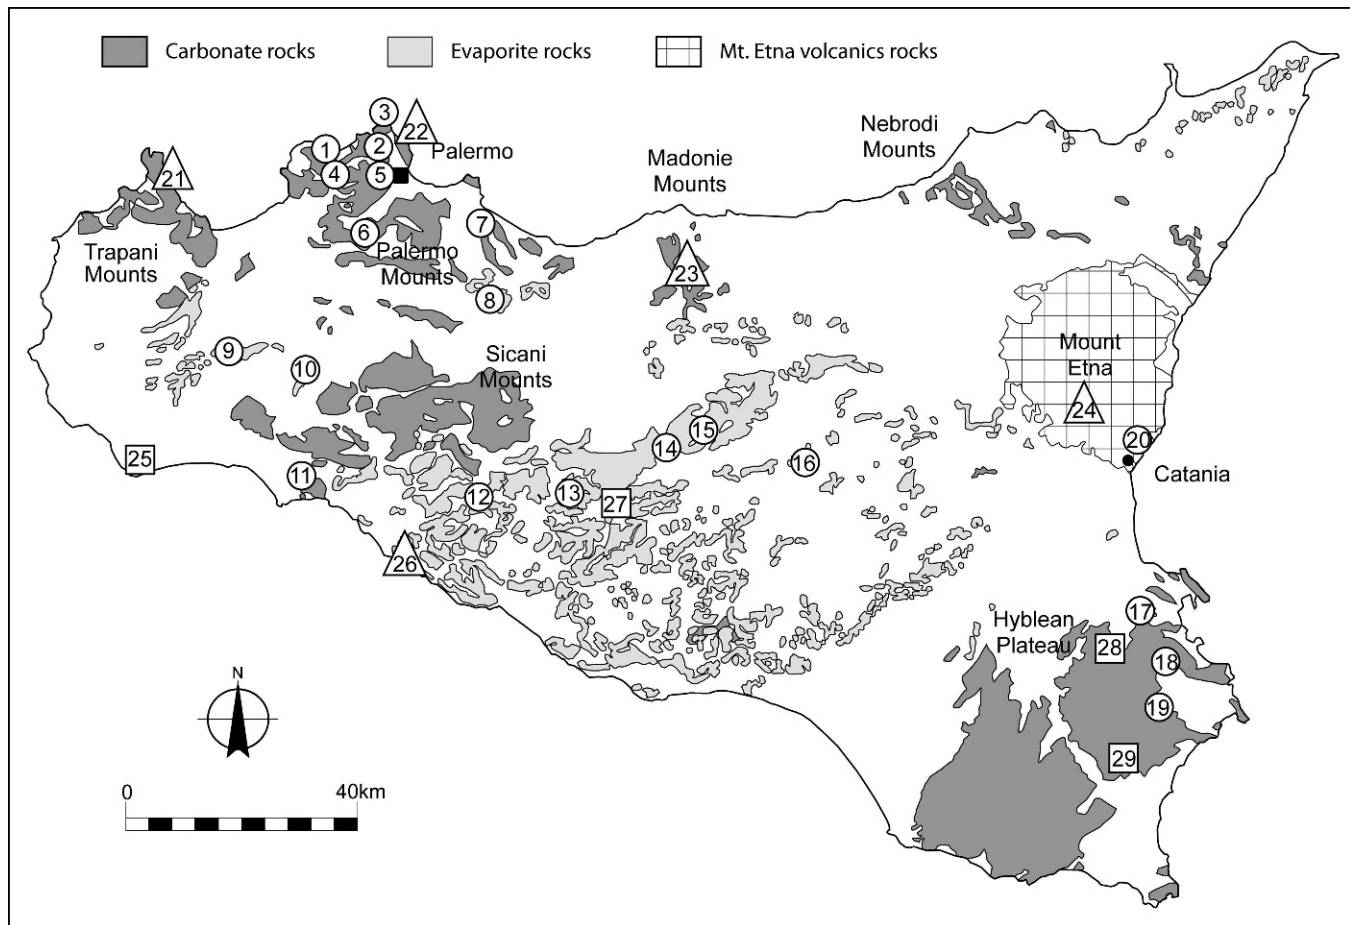 Carbonate rocks
Evaporite rocks
Mt. Etna volcanics rocks
3
22
1
2
Palermo
Nebrodi
Mounts
Madonie
Mounts
21
4
5
6
7
Trapani
Mounts
Palermo
Mounts
23
8
9
10
Sicani
Mounts
Mount
Etna
24
15
14
20
16
Catania
25
11
12
13
27
26
17
Hyblean
Plateau
28
18
19
29
N
0
40km